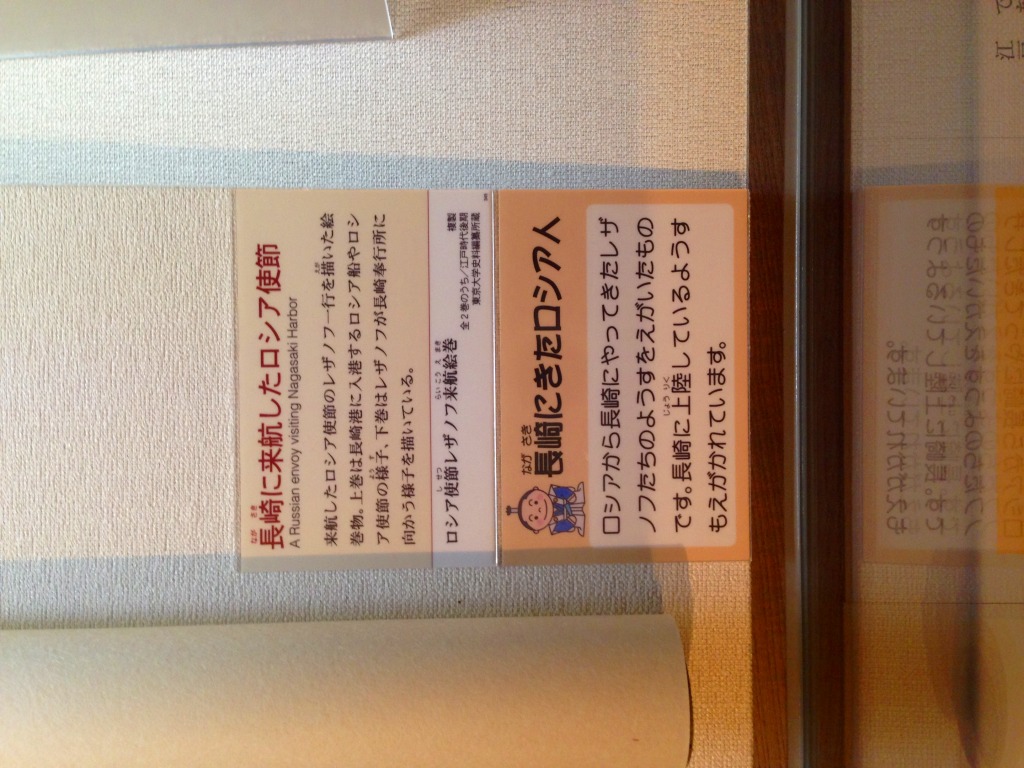 長崎に来航したロシア使節
A Russian envoy visiting Nagasaki Harbor
来航したロシア使節のレザノフ一行を描いた絵
巻物。上巻は長崎港に入港するロシア船やロシ
ア使節の様子、下巻はレザノフが長崎奉行所に
向かう様子を描いている。
ロシア使節レザノフ来航絵巻
複製
全2巻のうち/江戸時代後期
東京大学史料編纂所所蔵
長崎にきたロシア人
ロシアから長崎にやってきたレザ
ノフたちのようすをえがいたもの
です。長崎に上陸しているようす
もえがかれています。